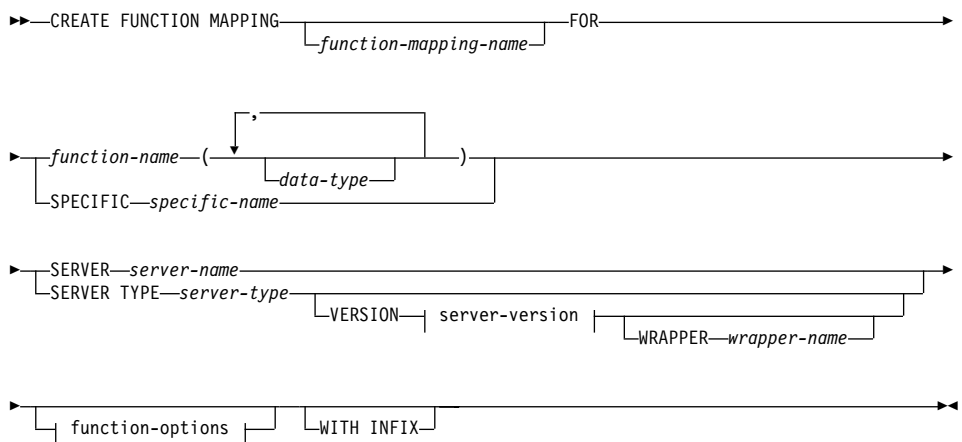 CREATE FUNCTION MAPPING FOR
function-mapping-name
,
function-name ( )
data-type
SPECIFIC specific-name
SERVER server-name
SERVER TYPE server-type
VERSION server-version
WRAPPER wrapper-name
function-options WITH INFIX